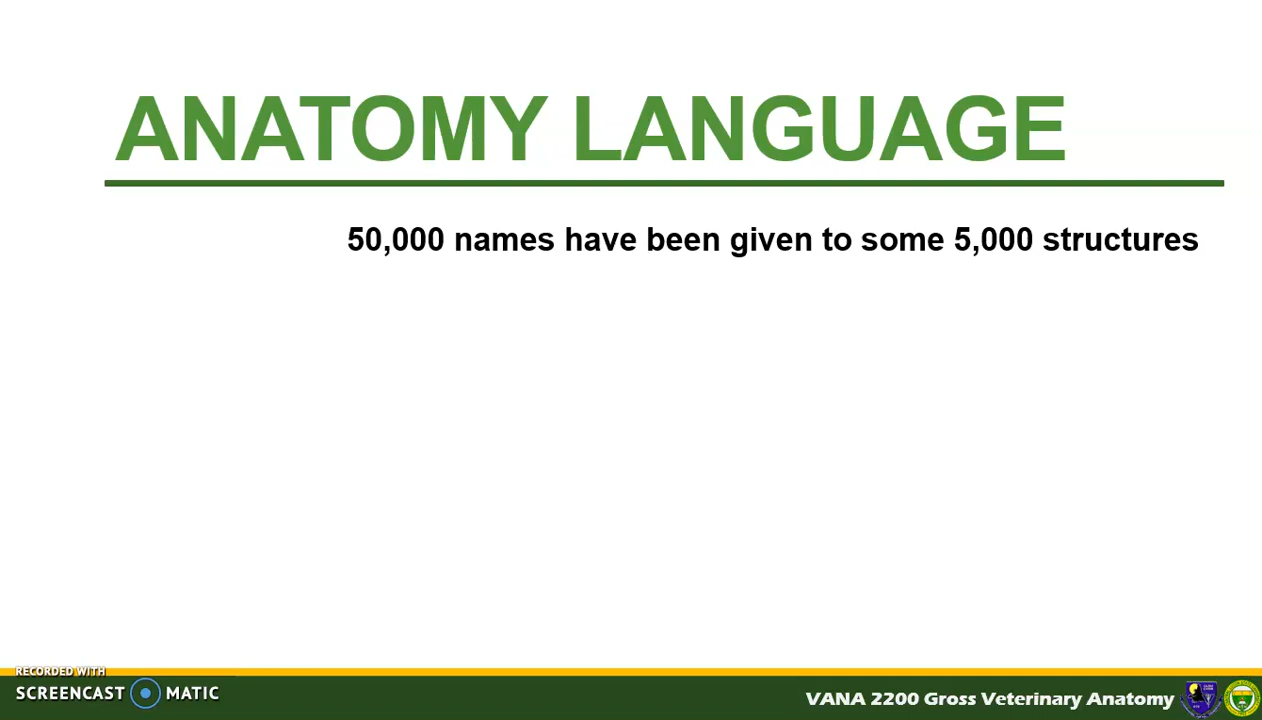 ANATOMY LANGUAGE
50,000 names have been given to some 5,000 structures
RECORDED WITH
SCREENCAST MATIC
VANA 2200 Gross Veterinary Anatomy